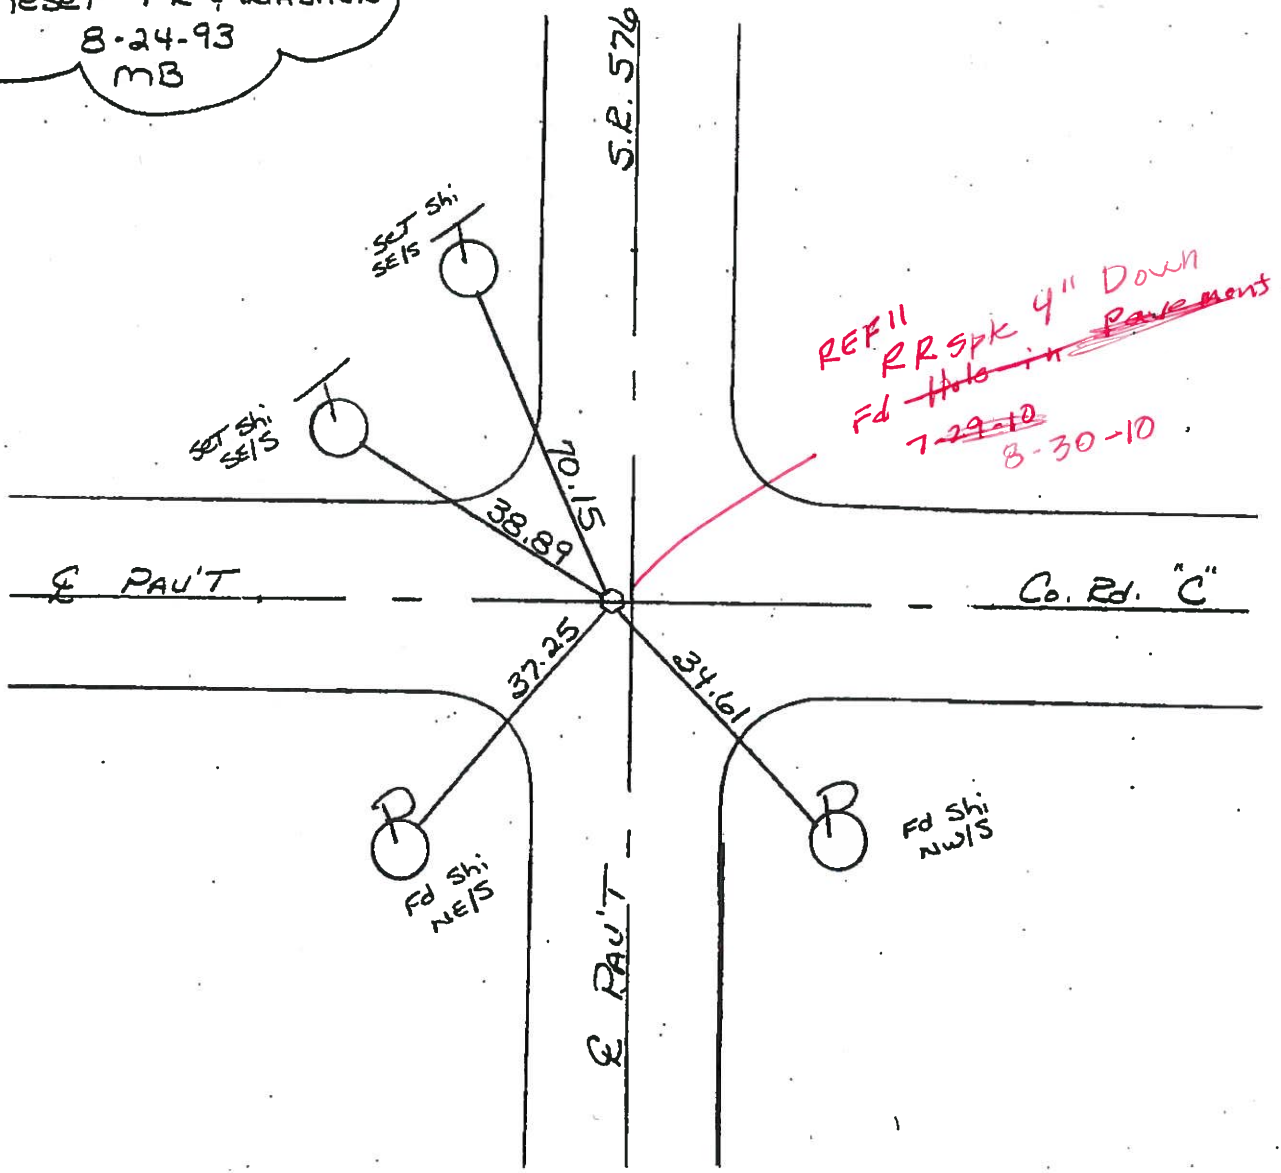 8-24-93
MB
S.R. 576
SET Shi
SE/S
SET Shi
SE/S
REF'll
RR Spk 4" Down
Fd Hole in Pavement
7-29-10
8-30-10
70.15
38.89
℄ PAV'T
Co. Rd. "C"
37.25
34.61
Fd Shi
NE/S
Fd Shi
NW/S
℄ PAV'T